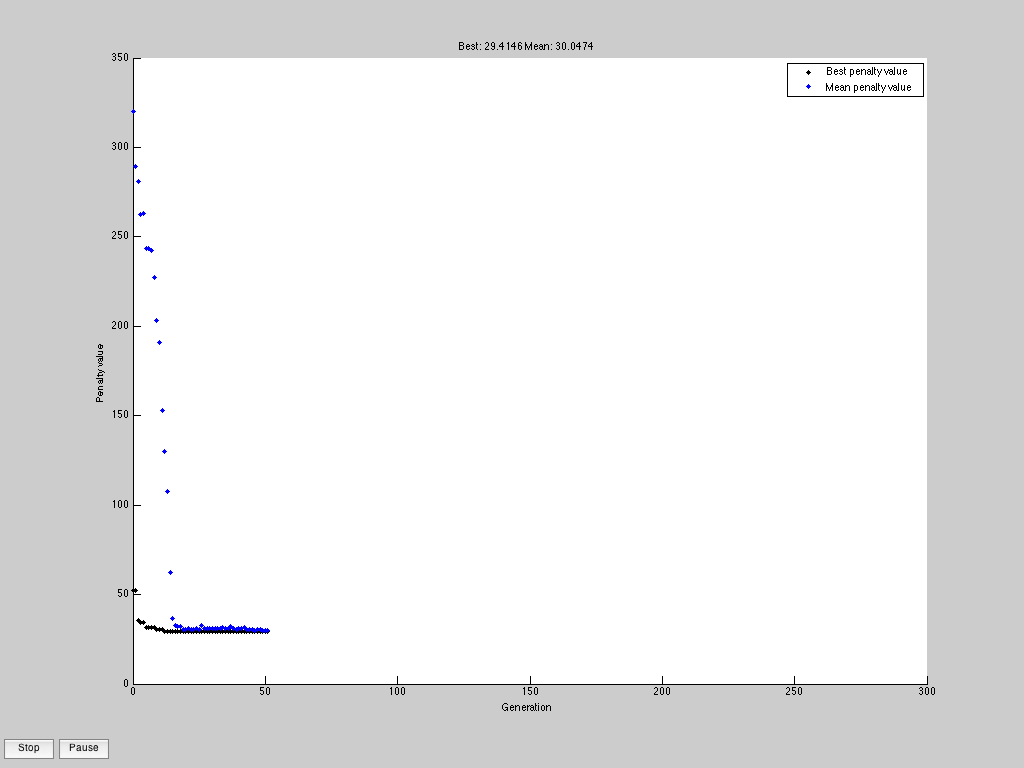 Best: 29.4146 Mean: 30.0474
350
300
250
200
150
100
50
0
Penalty value
Best penalty value
Mean penalty value
0 50 100 150 200 250 300
Generation
Stop Pause